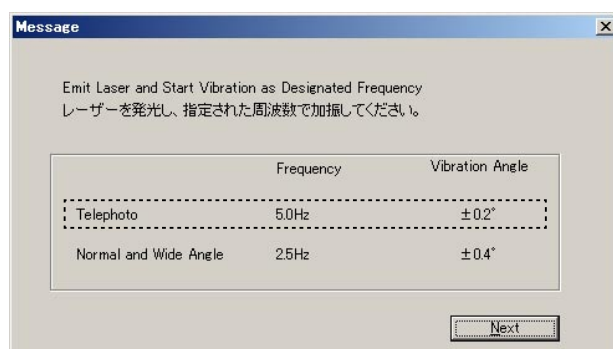 Message
Emit Laser and Start Vibration as Designated Frequency
レーザーを発光し、指定された周波数で加振してください。
Frequency Vibration Angle
Telephoto 5.0Hz ±0.2°
Normal and Wide Angle 2.5Hz ±0.4°
Next